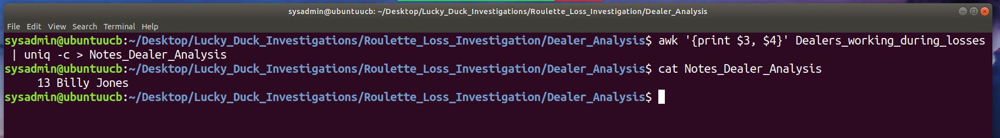 sysadmin@ubuntuucb: ~/Desktop/Lucky_Duck_Investigations/Roulette_Loss_Investigation/Dealer_Analysis
File Edit View Search Terminal Help
sysadmin@ubuntuucb:~/Desktop/Lucky_Duck_Investigations/Roulette_Loss_Investigation/Dealer_Analysis$ awk '{print $3, $4}' Dealers_working_during_losses
| uniq -c > Notes_Dealer_Analysis
sysadmin@ubuntuucb:~/Desktop/Lucky_Duck_Investigations/Roulette_Loss_Investigation/Dealer_Analysis$ cat Notes_Dealer_Analysis
13 Billy Jones
sysadmin@ubuntuucb:~/Desktop/Lucky_Duck_Investigations/Roulette_Loss_Investigation/Dealer_Analysis$